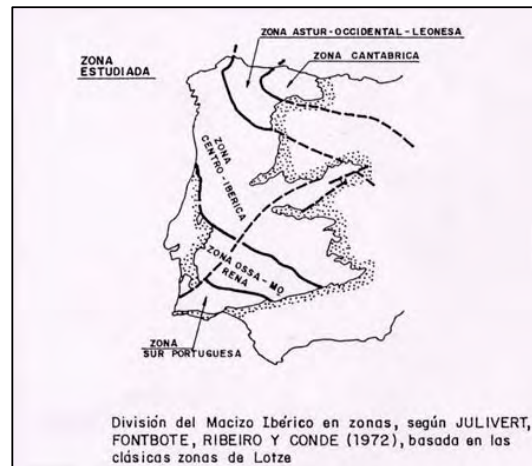 ZONA ASTUR-OCCIDENTAL-LEONESA
ZONA
ESTUDIADA
ZONA CANTABRICA
ZONA
CENTRO-IBERICA
ZONA OSSA-MO
RENA
ZONA
SUR PORTUGUESA
División del Macizo Ibérico en zonas, según JULIVERT,
FONTBOTE, RIBEIRO Y CONDE (1972), basada en las
clásicas zonas de Lotze